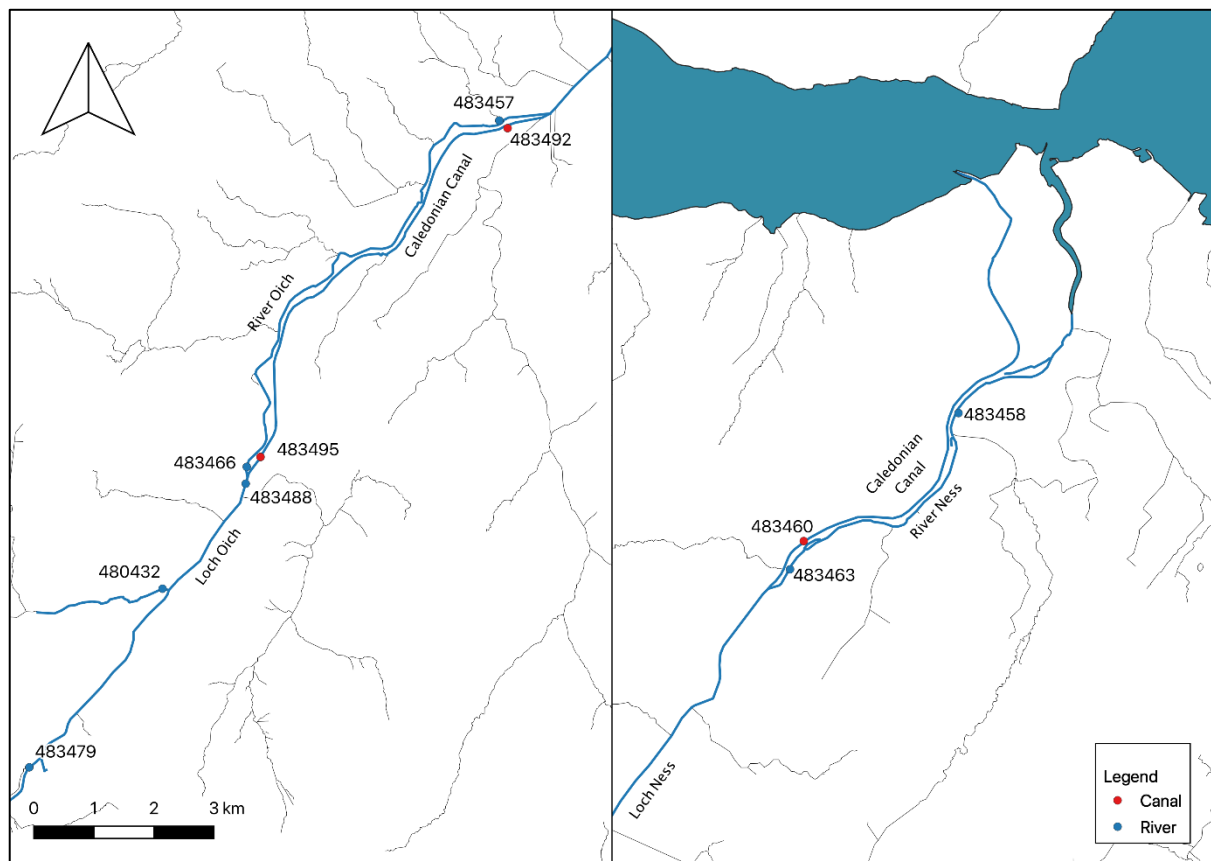 483457
483492
Caledonian Canal
River Oich
483495
483466
483488
Loch Oich
480432
483479
0 1 2 3 km
483458
Caledonian
Canal
River Ness
483460
483463
Loch Ness
Legend
Canal
River